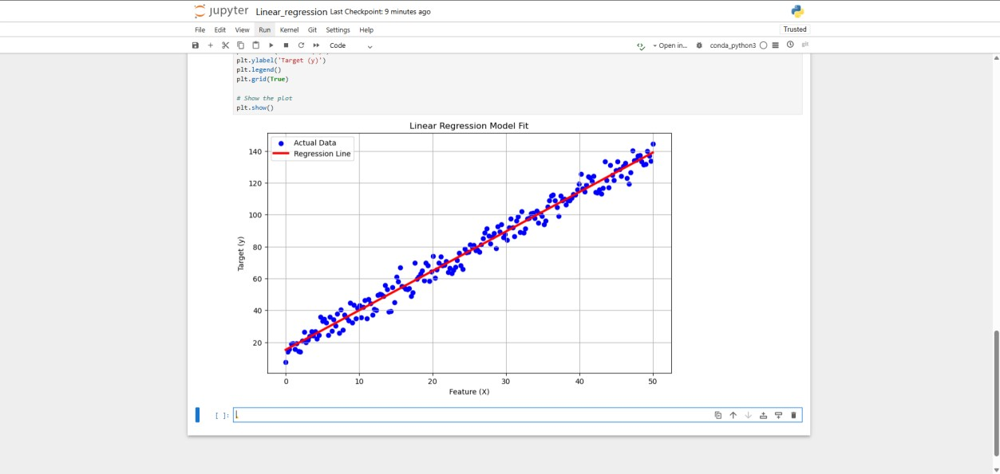 jupyter Linear_regression Last Checkpoint: 9 minutes ago
File Edit View Run Kernel Git Settings Help Trusted
Code Open in... conda_python3 git
plt.ylabel('Target (y)')
plt.legend()
plt.grid(True)
# Show the plot
plt.show()
Linear Regression Model Fit
Actual Data
Regression Line
140
120
100
80
60
40
20
Target (y)
0 10 20 30 40 50
Feature (X)
[ ]: